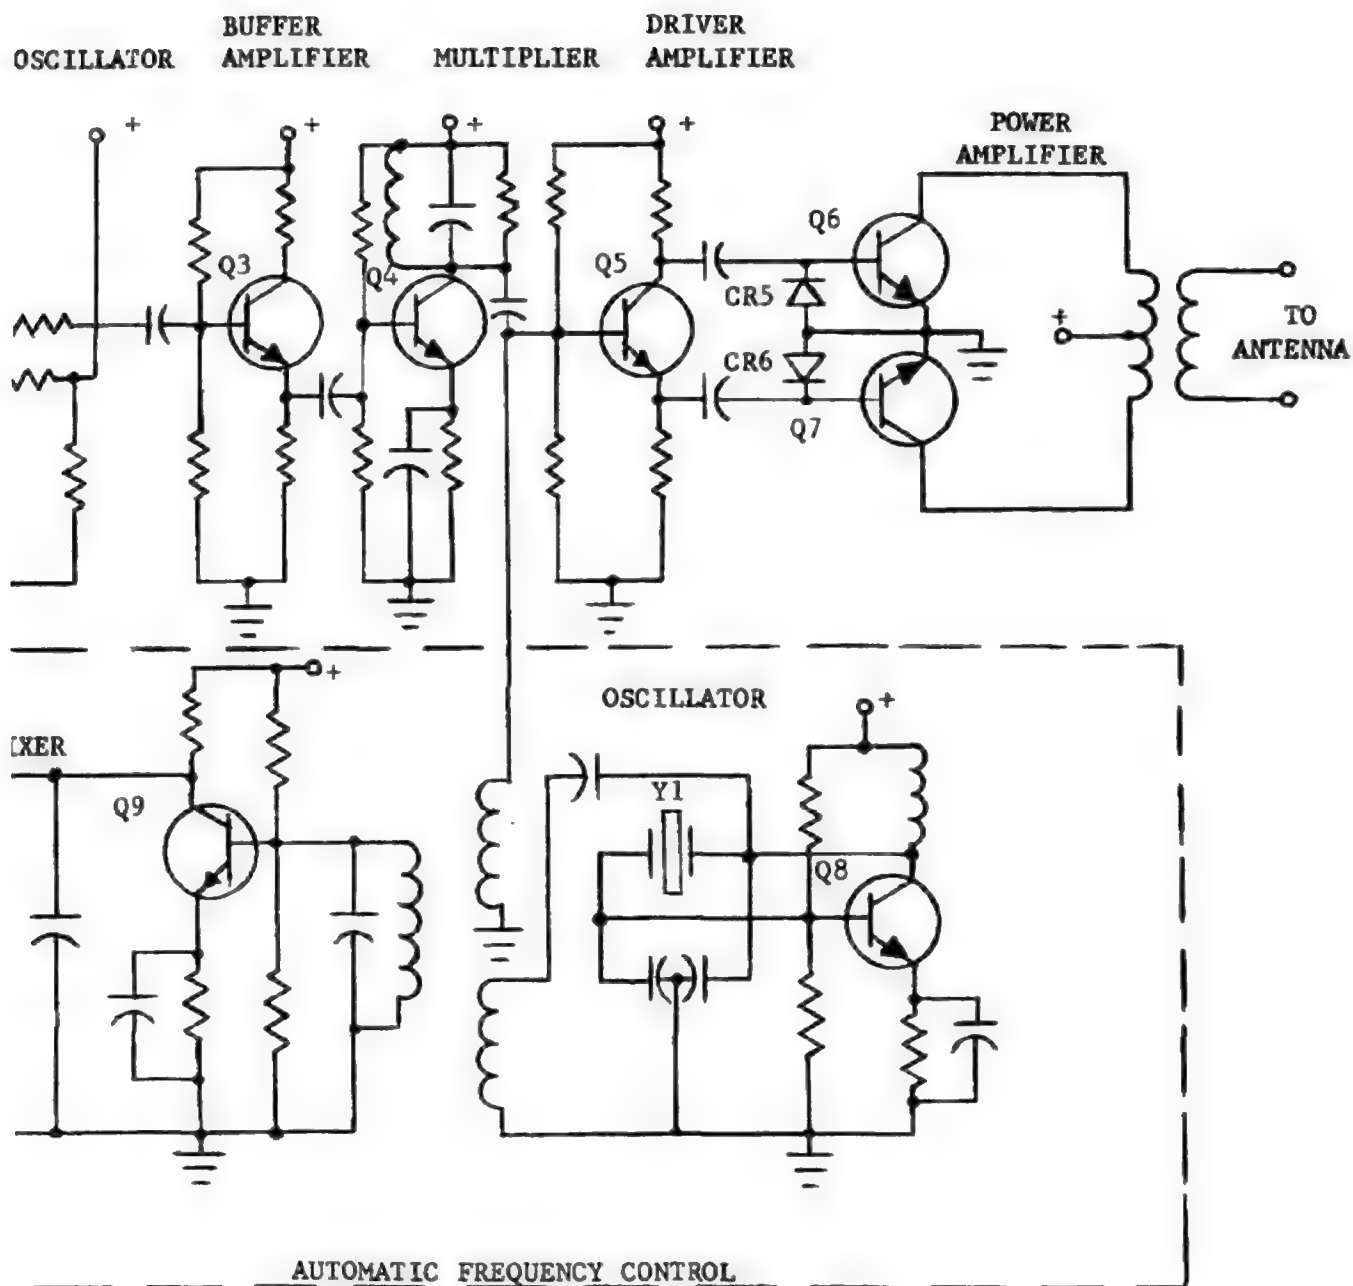 BUFFER
AMPLIFIER
DRIVER
AMPLIFIER
OSCILLATOR
MULTIPLIER
POWER
AMPLIFIER
+
+
+
+
Q3
Q4
Q5
Q6
CR5
CR6
Q7
+
TO
ANTENNA
+
OSCILLATOR
+
IXER
Q9
Y1
Q8
AUTOMATIC FREQUENCY CONTROL